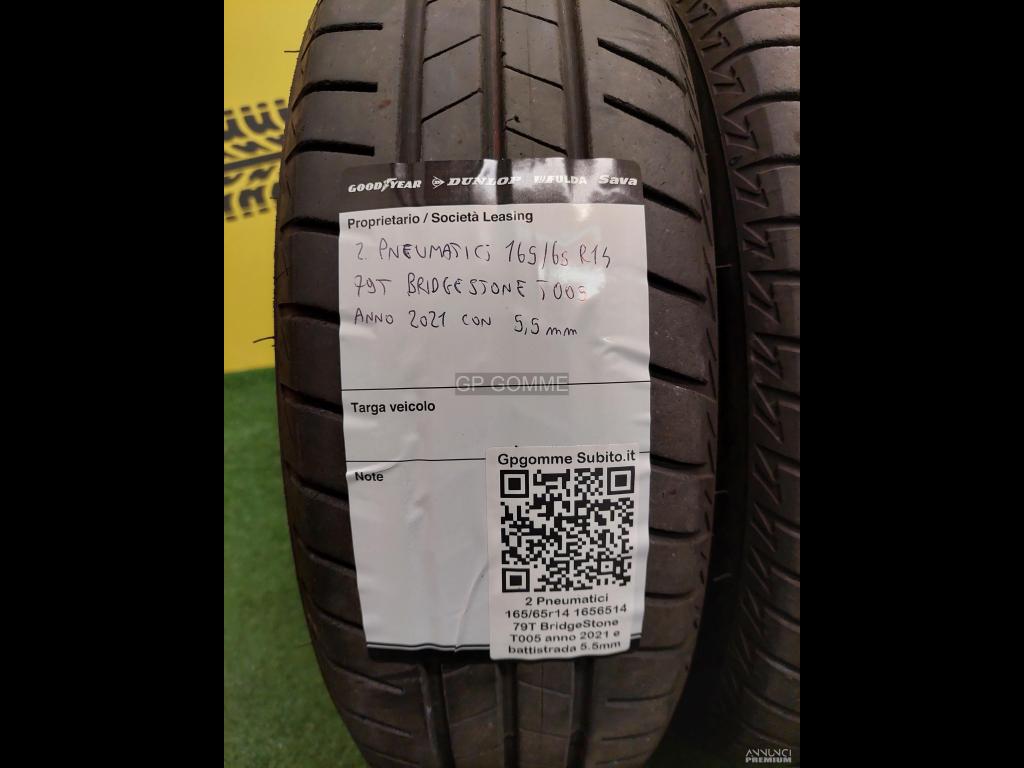 GOODYEAR DUNLOP FULDA Sava
Proprietario / Società Leasing
2 PNEUMATICI 165/65 R14
79T BRIDGESTONE T005
ANNO 2021 CON 5,5 mm
GP GOMME
Targa veicolo
Note
Gpgomme Subito.it
2 Pneumatici
165/65r14 1656514
79T BridgeStone
T005 anno 2021 e
battistrada 5.5mm
ANNUNCI
PREMIUM